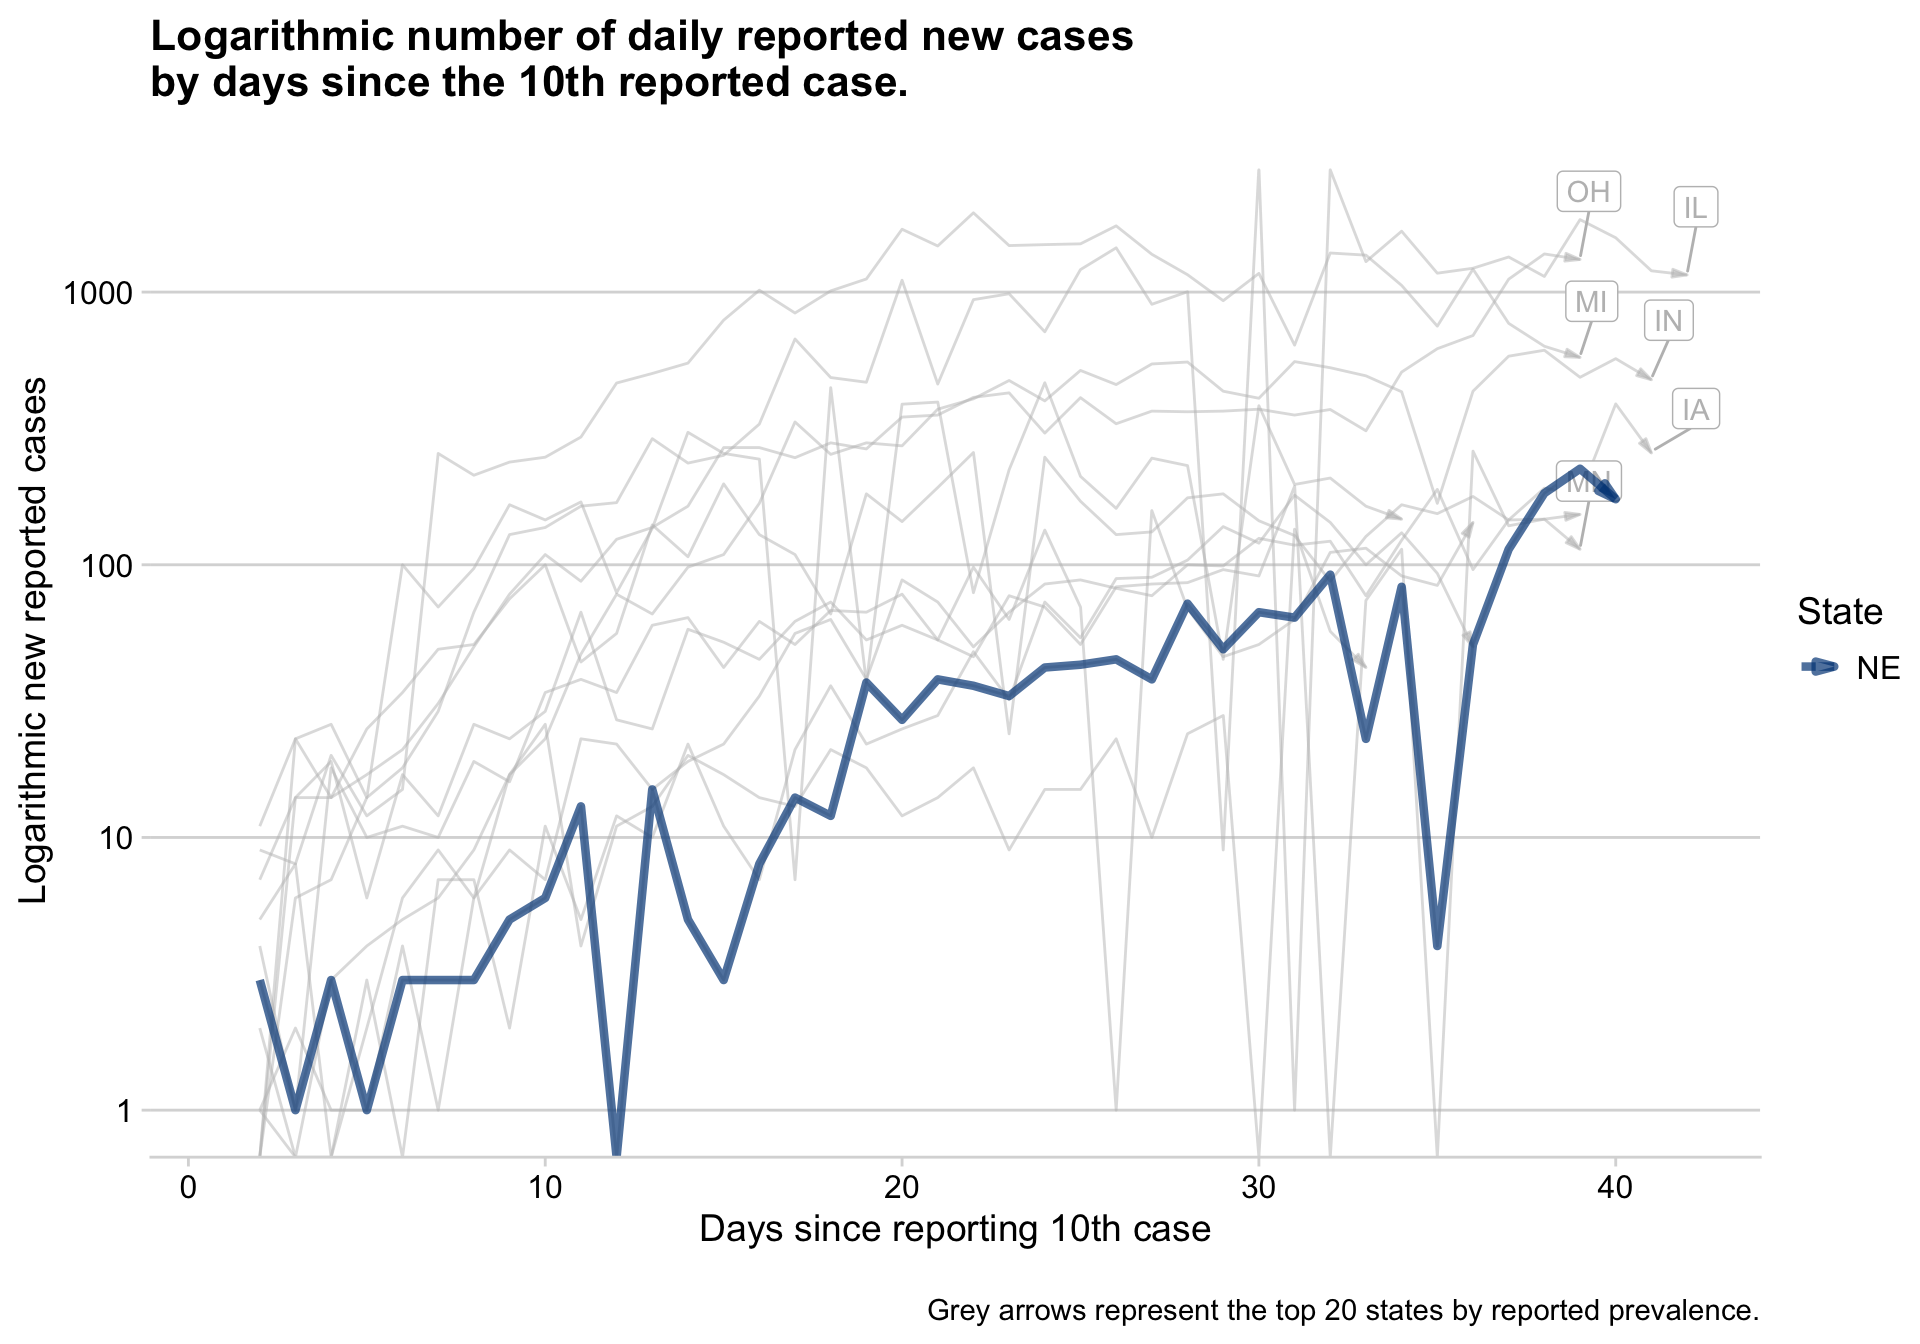 Logarithmic number of daily reported new cases
by days since the 10th reported case.
OH
IL
MI
IN
IA
MN
1000
100
10
1
Logarithmic new reported cases
0 10 20 30 40
Days since reporting 10th case
State
NE
Grey arrows represent the top 20 states by reported prevalence.